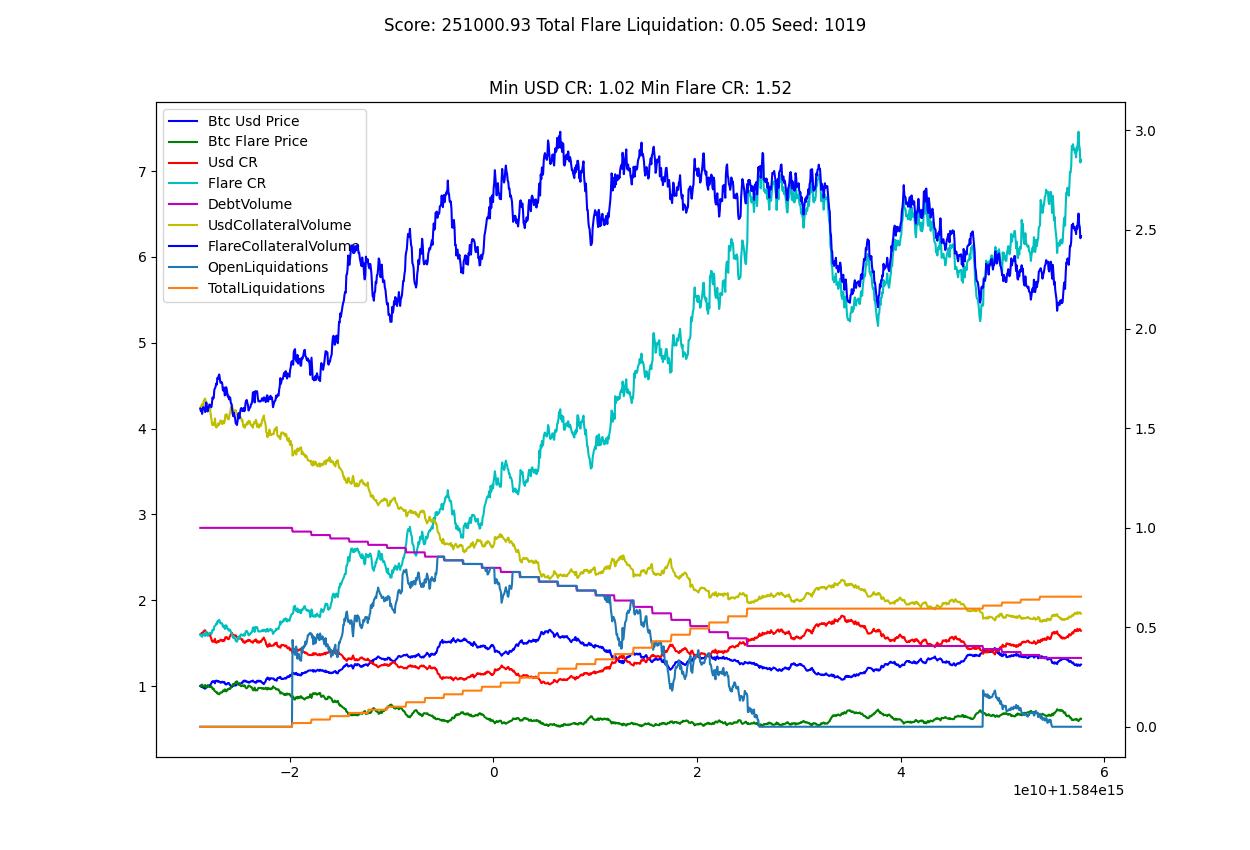 Score: 251000.93 Total Flare Liquidation: 0.05 Seed: 1019
Min USD CR: 1.02 Min Flare CR: 1.52
Btc Usd Price
Btc Flare Price
Usd CR
Flare CR
DebtVolume
UsdCollateralVolume
FlareCollateralVolume
OpenLiquidations
TotalLiquidations
7
6
5
4
3
2
1
3.0
2.5
2.0
1.5
1.0
0.5
0.0
−2
0
2
4
6
1e10+1.584e15